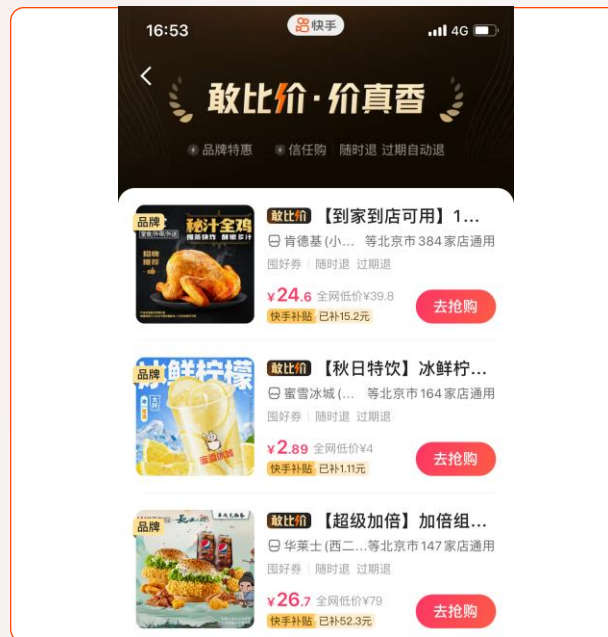 16:53
快手
4G
敢比价·价真香
品牌特惠 信任购 随时退 过期自动退
品牌
秘汁全鸡
敢比价 【到家到店可用】1...
肯德基(小... 等北京市384家店通用
囤好券 随时退 过期退
¥24.6 全网低价¥39.8
快手补贴 已补15.2元
去抢购
品牌
冰鲜柠檬
蜜雪冰城
敢比价 【秋日特饮】冰鲜柠...
蜜雪冰城(... 等北京市164家店通用
囤好券 随时退 过期退
¥2.89 全网低价¥4
快手补贴 已补1.11元
去抢购
品牌
敢比价 【超级加倍】加倍组...
华莱士(西二...等北京市147家店通用
囤好券 随时退 过期退
¥26.7 全网低价¥79
快手补贴 已补52.3元
去抢购